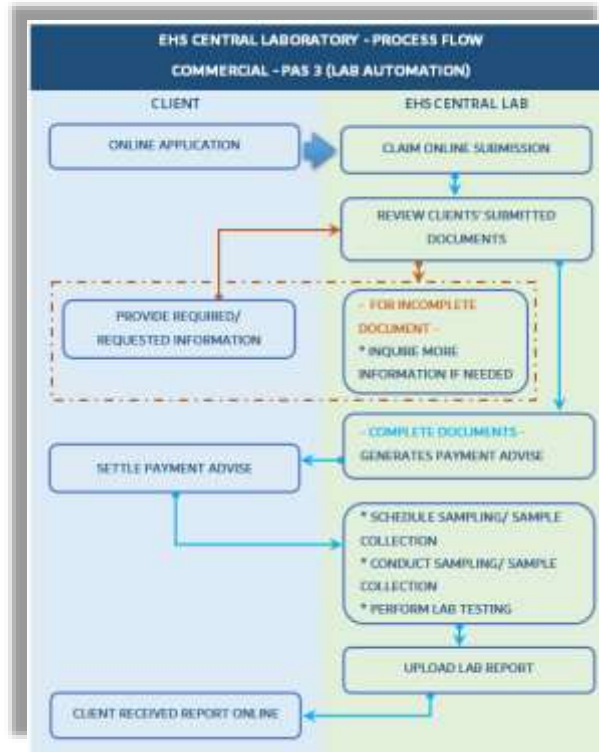 EHS CENTRAL LABORATORY - PROCESS FLOW
COMMERCIAL - PAS 3 (LAB AUTOMATION)
CLIENT
EHS CENTRAL LAB
ONLINE APPLICATION
CLAIM ONLINE SUBMISSION
REVIEW CLIENTS' SUBMITTED
DOCUMENTS
PROVIDE REQUIRED/
REQUESTED INFORMATION
- FOR INCOMPLETE
DOCUMENT -
* INQUIRE MORE
INFORMATION IF NEEDED
- COMPLETE DOCUMENTS -
GENERATES PAYMENT ADVISE
SETTLE PAYMENT ADVISE
* SCHEDULE SAMPLING/ SAMPLE
COLLECTION
* CONDUCT SAMPLING/ SAMPLE
COLLECTION
* PERFORM LAB TESTING
UPLOAD LAB REPORT
CLIENT RECEIVED REPORT ONLINE